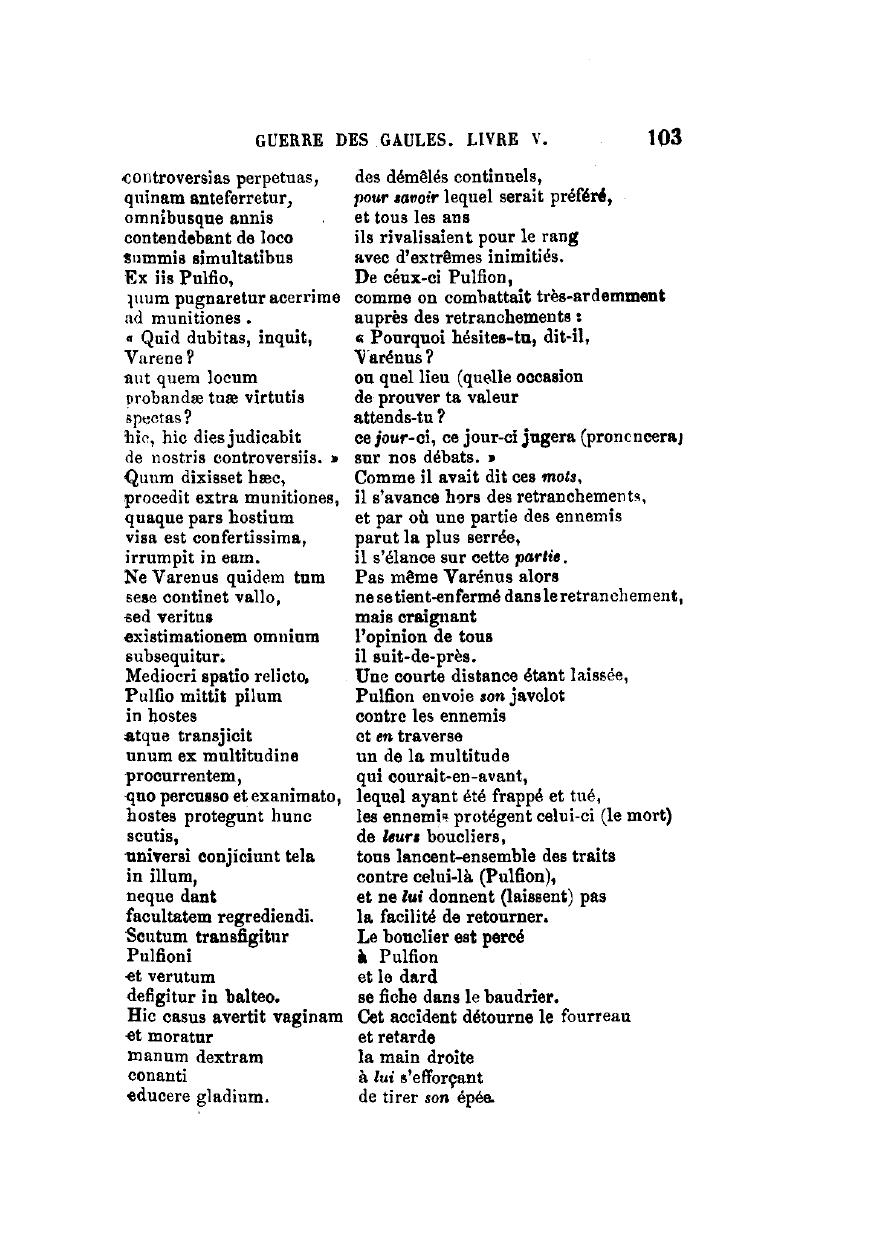 GUERRE DES GAULES. LIVRE V. 103
controversias perpetuas, des démêlés continuels,
quinam anteferretur, pour savoir lequel serait préféré,
omnibusque annis et tous les ans
contendebant de loco ils rivalisaient pour le rang
summis simultatibus avec d'extrêmes inimitiés.
Ex iis Pulfio, De céux-ci Pulfion,
quum pugnaretur acerrime comme on combattait très-ardemment
ad munitiones. auprès des retranchements :
« Quid dubitas, inquit, « Pourquoi hésites-tu, dit-il,
Varene ? Varénus ?
aut quem locum ou quel lieu (quelle occasion
probandæ tuæ virtutis de prouver ta valeur
spectas ? attends-tu ?
hic, hic dies judicabit ce jour-ci, ce jour-ci jugera (prononcera)
de nostris controversiis. » sur nos débats. »
Quum dixisset hæc, Comme il avait dit ces mots,
procedit extra munitiones, il s'avance hors des retranchements,
quaque pars hostium et par où une partie des ennemis
visa est confertissima, parut la plus serrée,
irrumpit in eam. il s'élance sur cette partie.
Ne Varenus quidem tum Pas même Varénus alors
sese continet vallo, ne se tient-enfermé dans le retranchement,
sed veritus mais craignant
existimationem omnium l'opinion de tous
subsequitur. il suit-de-près.
Mediocri spatio relicto, Une courte distance étant laissée,
Pulfio mittit pilum Pulfion envoie son javelot
in hostes contre les ennemis
atque transjicit et en traverse
unum ex multitudine un de la multitude
procurrentem, qui courait-en-avant,
quo percusso et exanimato, lequel ayant été frappé et tué,
hostes protegunt hunc les ennemis protégent celui-ci (le mort)
scutis, de leurs boucliers,
universi conjiciunt tela tous lancent-ensemble des traits
in illum, contre celui-là (Pulfion),
neque dant et ne lui donnent (laissent) pas
facultatem regrediendi. la facilité de retourner.
Scutum transfigitur Le bouclier est percé
Pulfioni à Pulfion
et verutum et le dard
defigitur in balteo. se fiche dans le baudrier.
Hic casus avertit vaginam Cet accident détourne le fourreau
et moratur et retarde
manum dextram la main droite
conanti à lui s'efforçant
educere gladium. de tirer son épée.